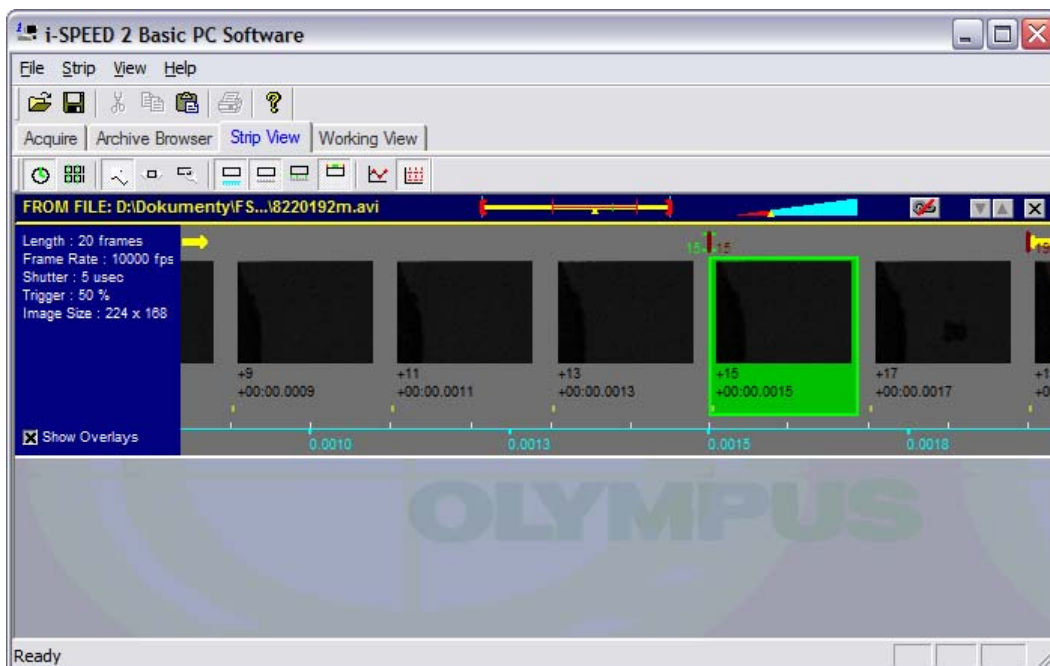 i-SPEED 2 Basic PC Software
File Strip View Help
Acquire Archive Browser Strip View Working View
FROM FILE: D:\Dokumenty\FS...\8220192m.avi
Length : 20 frames
Frame Rate : 10000 fps
Shutter : 5 usec
Trigger : 50 %
Image Size : 224 x 168
15 15 19
+9 +11 +13 +15 +17
+00:00.0009 +00:00.0011 +00:00.0013 +00:00.0015 +00:00.0017
Show Overlays
0.0010 0.0013 0.0015 0.0018
OLYMPUS
Ready